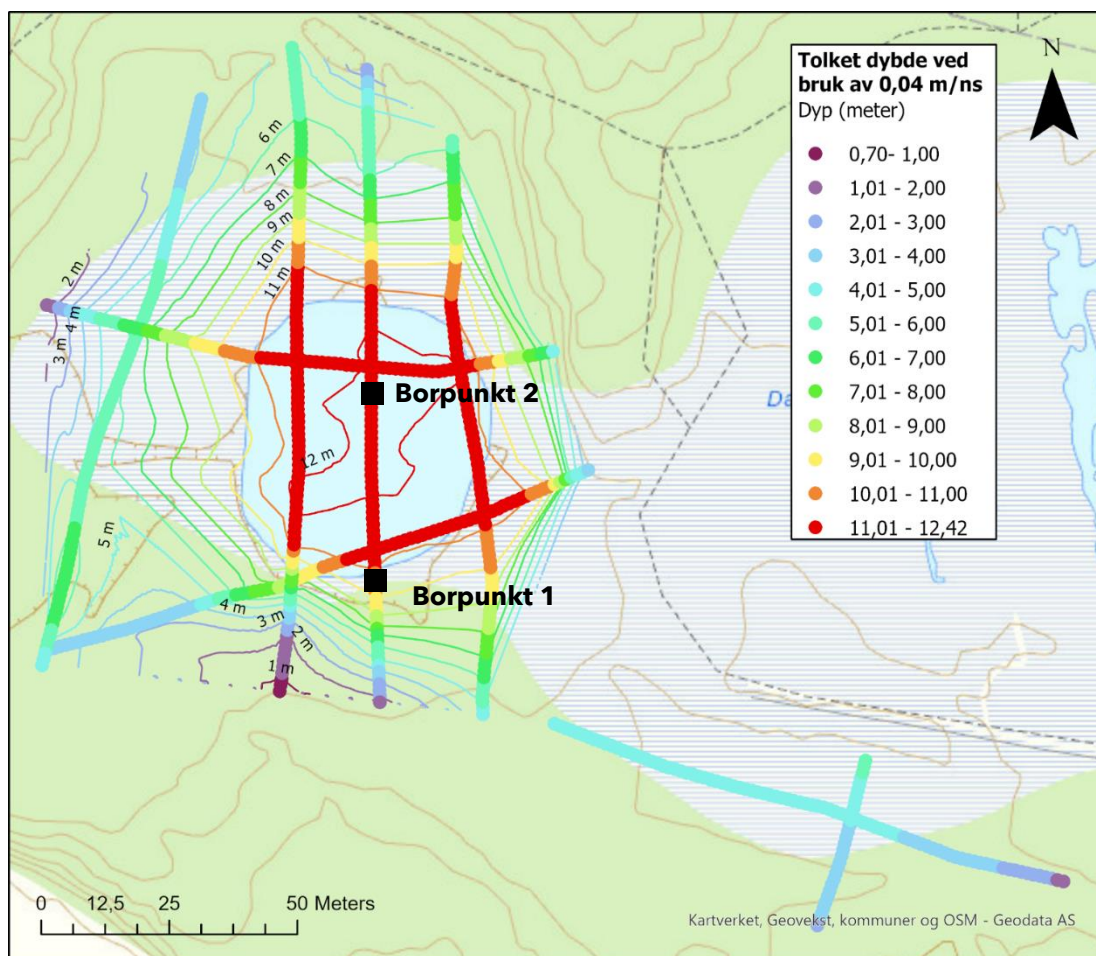 N
Tolket dybde ved
bruk av 0,04 m/ns
Dyp (meter)
0,70- 1,00
1,01 - 2,00
2,01 - 3,00
3,01 - 4,00
4,01 - 5,00
5,01 - 6,00
6,01 - 7,00
7,01 - 8,00
8,01 - 9,00
9,01 - 10,00
10,01 - 11,00
11,01 - 12,42
6 m
7 m
8 m
9 m
10 m
11 m
2 m
4 m
3 m
Borpunkt 2
Da
12 m
5 m
Borpunkt 1
4 m
3 m
2 m
1 m
0 12,5 25 50 Meters
Kartverket, Geovekst, kommuner og OSM - Geodata AS